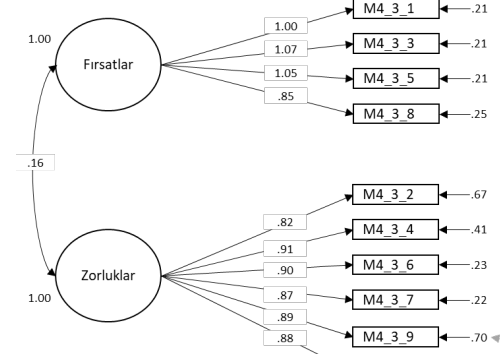 M4_3_1
.21
1.00
1.00
M4_3_3
.21
1.07
Fırsatlar
1.05
M4_3_5
.21
.85
M4_3_8
.25
.16
M4_3_2
.67
.82
M4_3_4
.41
.91
.90
M4_3_6
.23
Zorluklar
.87
M4_3_7
.22
1.00
.89
M4_3_9
.70
.88